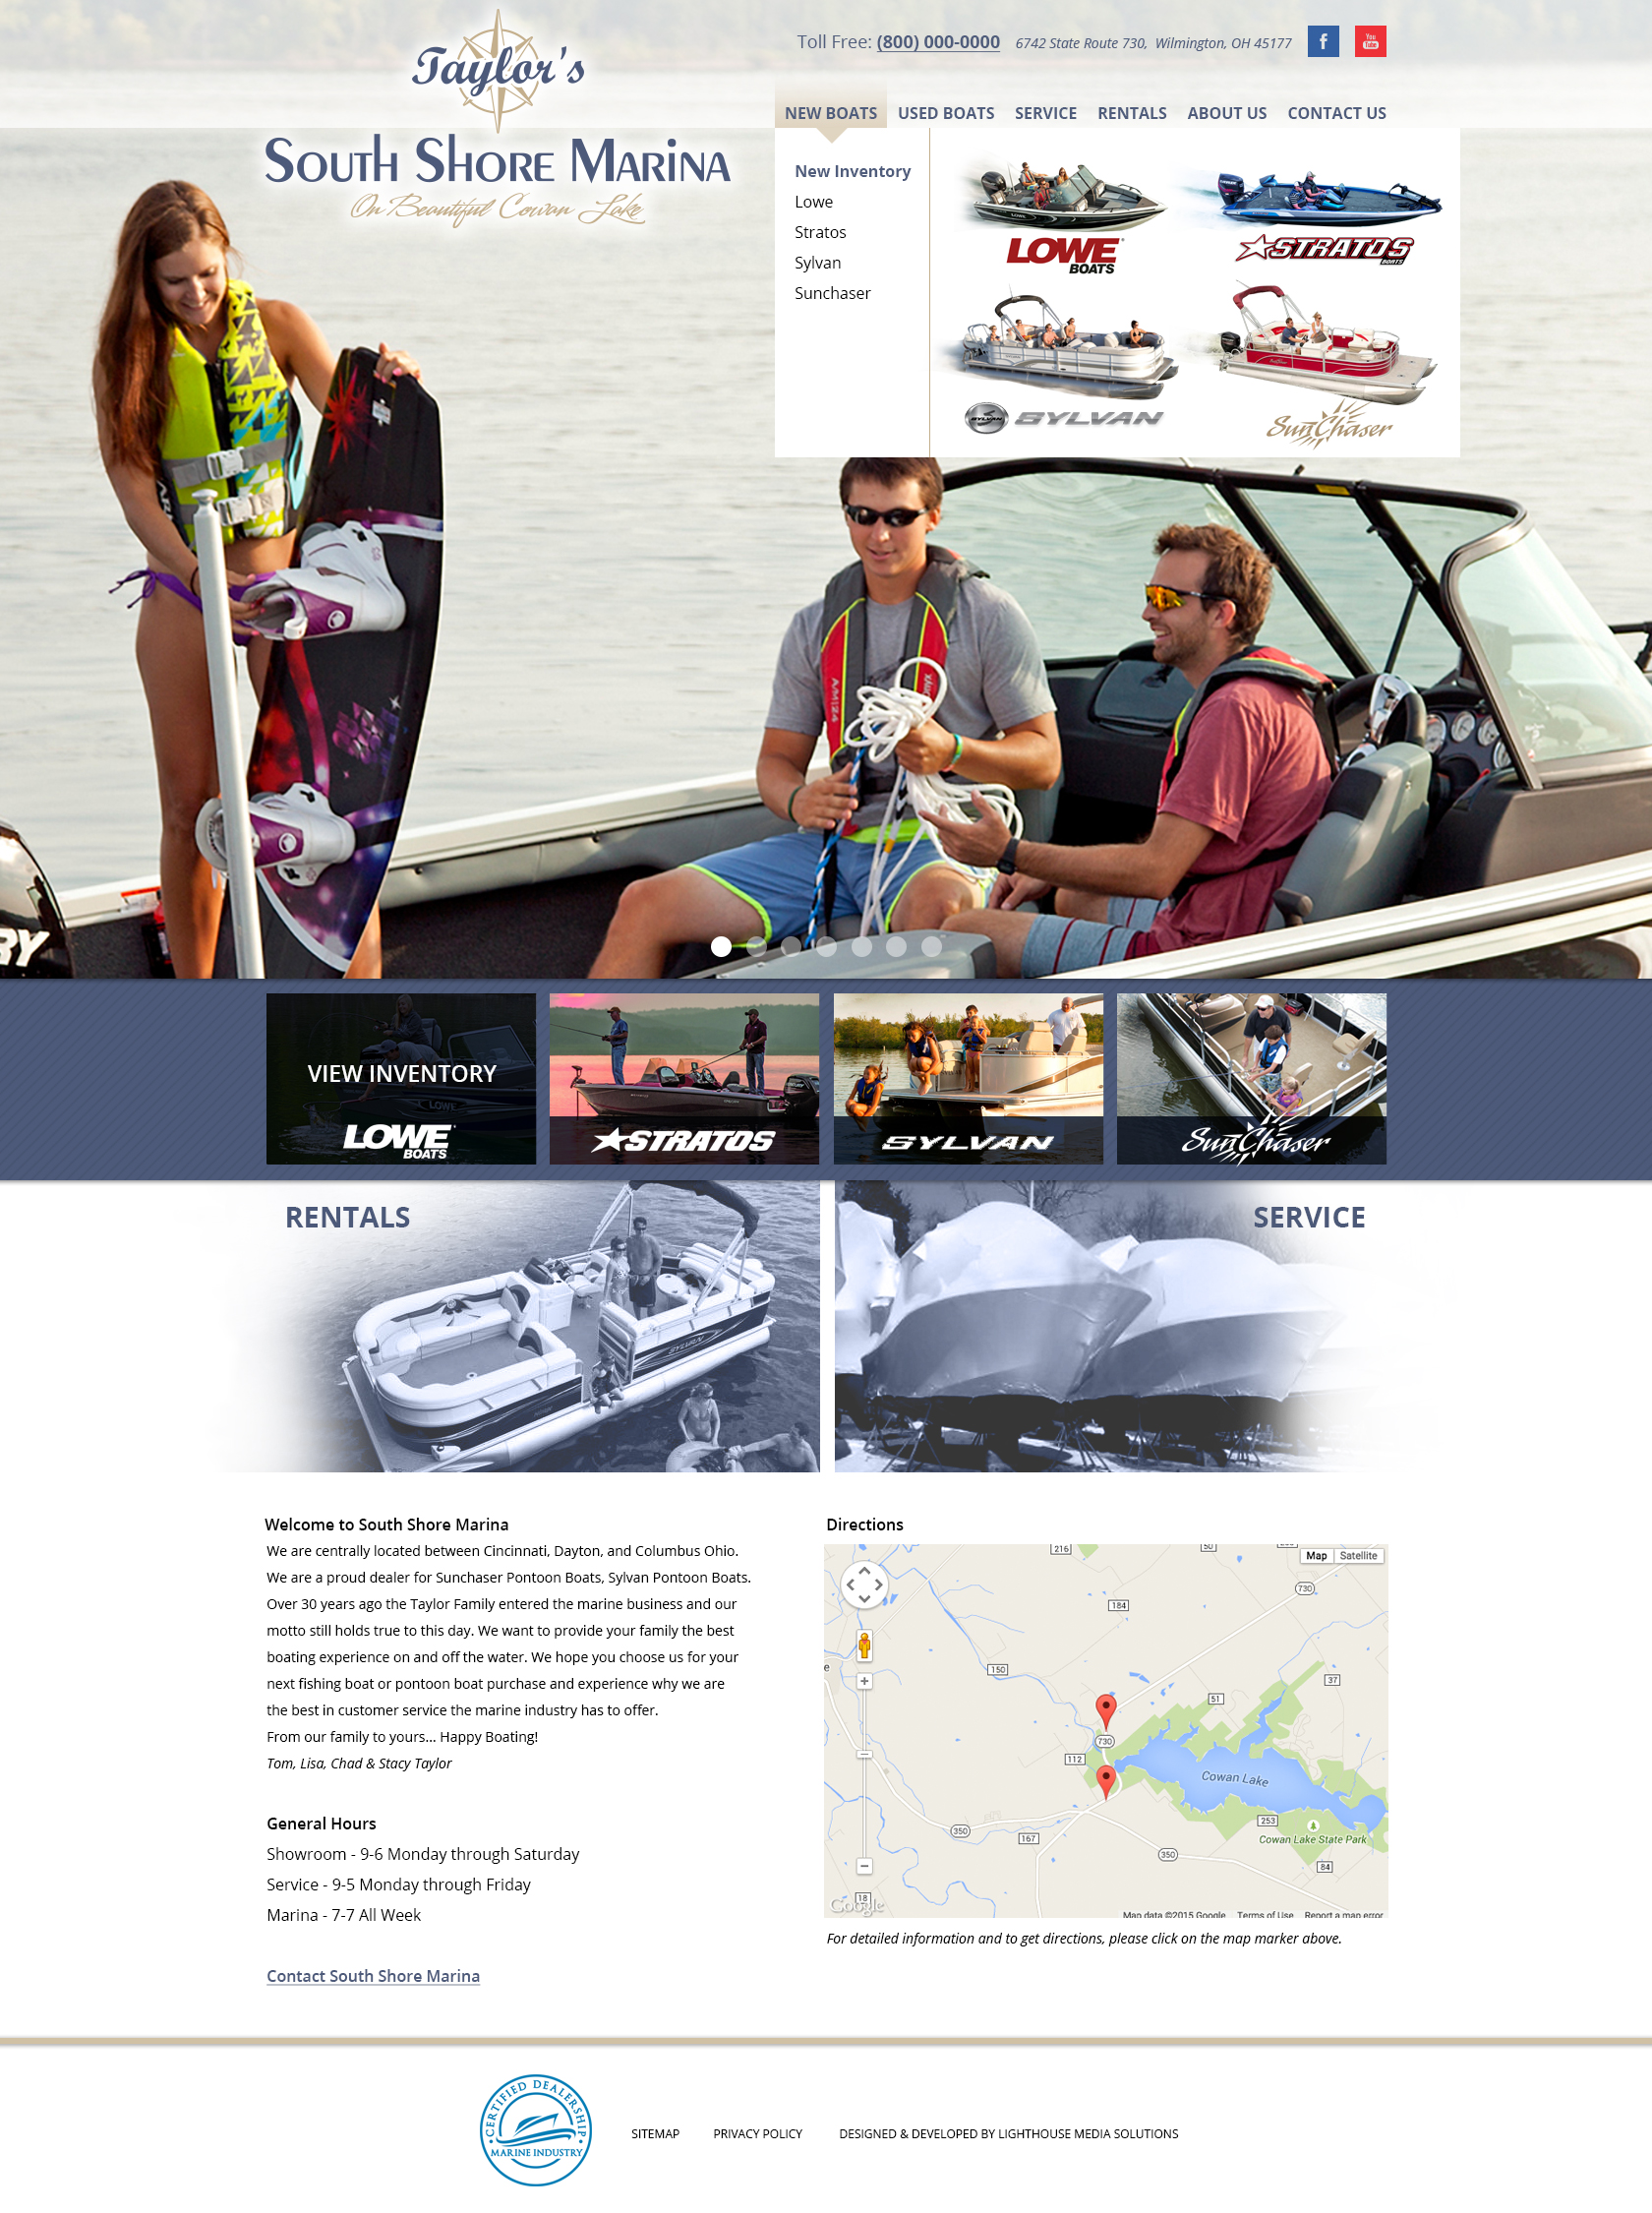 Toll Free: (800) 000-0000 6742 State Route 730, Wilmington, OH 45177
f
You Tube
Taylor's
SOUTH SHORE MARINA
On Beautiful Cowan Lake
NEW BOATS USED BOATS SERVICE RENTALS ABOUT US CONTACT US
New Inventory
Lowe
Stratos
Sylvan
Sunchaser
LOWE
BOATS
STRATOS
BOATS
SYLVAN
SYLVAN
SunChaser
AM124
VIEW INVENTORY
LOWE
LOWE
BOATS
STRATOS
SYLVAN
SunChaser
RENTALS
SYLVAN
SERVICE
Welcome to South Shore Marina
We are centrally located between Cincinnati, Dayton, and Columbus Ohio.
We are a proud dealer for Sunchaser Pontoon Boats, Sylvan Pontoon Boats.
Over 30 years ago the Taylor Family entered the marine business and our
motto still holds true to this day. We want to provide your family the best
boating experience on and off the water. We hope you choose us for your
next fishing boat or pontoon boat purchase and experience why we are
the best in customer service the marine industry has to offer.
From our family to yours... Happy Boating!
Tom, Lisa, Chad & Stacy Taylor
General Hours
Showroom - 9-6 Monday through Saturday
Service - 9-5 Monday through Friday
Marina - 7-7 All Week
Contact South Shore Marina
Directions
216
50
Map Satellite
730
184
150
37
51
730
112
Cowan Lake
350
167
253
Cowan Lake State Park
350
84
18
Google
Map data ©2015 Google Terms of Use Report a map error
For detailed information and to get directions, please click on the map marker above.
CERTIFIED DEALERSHIP
MARINE INDUSTRY
SITEMAP PRIVACY POLICY DESIGNED & DEVELOPED BY LIGHTHOUSE MEDIA SOLUTIONS